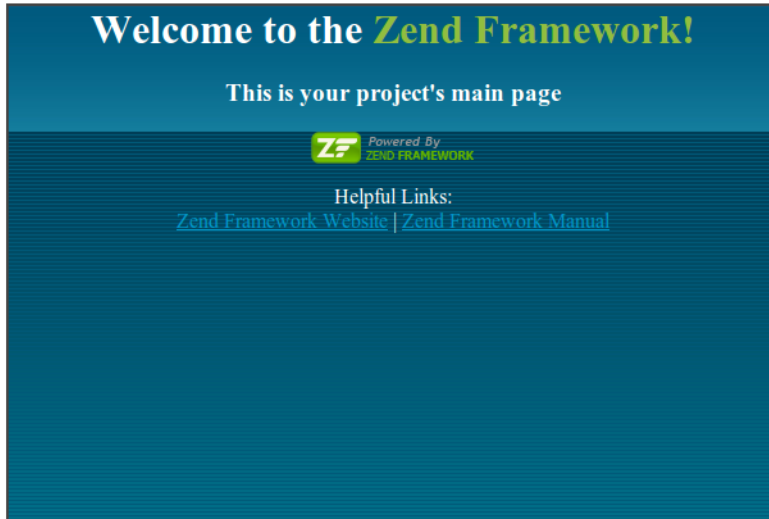 Welcome to the Zend Framework!
This is your project's main page
ZF Powered By
ZEND FRAMEWORK
Helpful Links:
Zend Framework Website | Zend Framework Manual